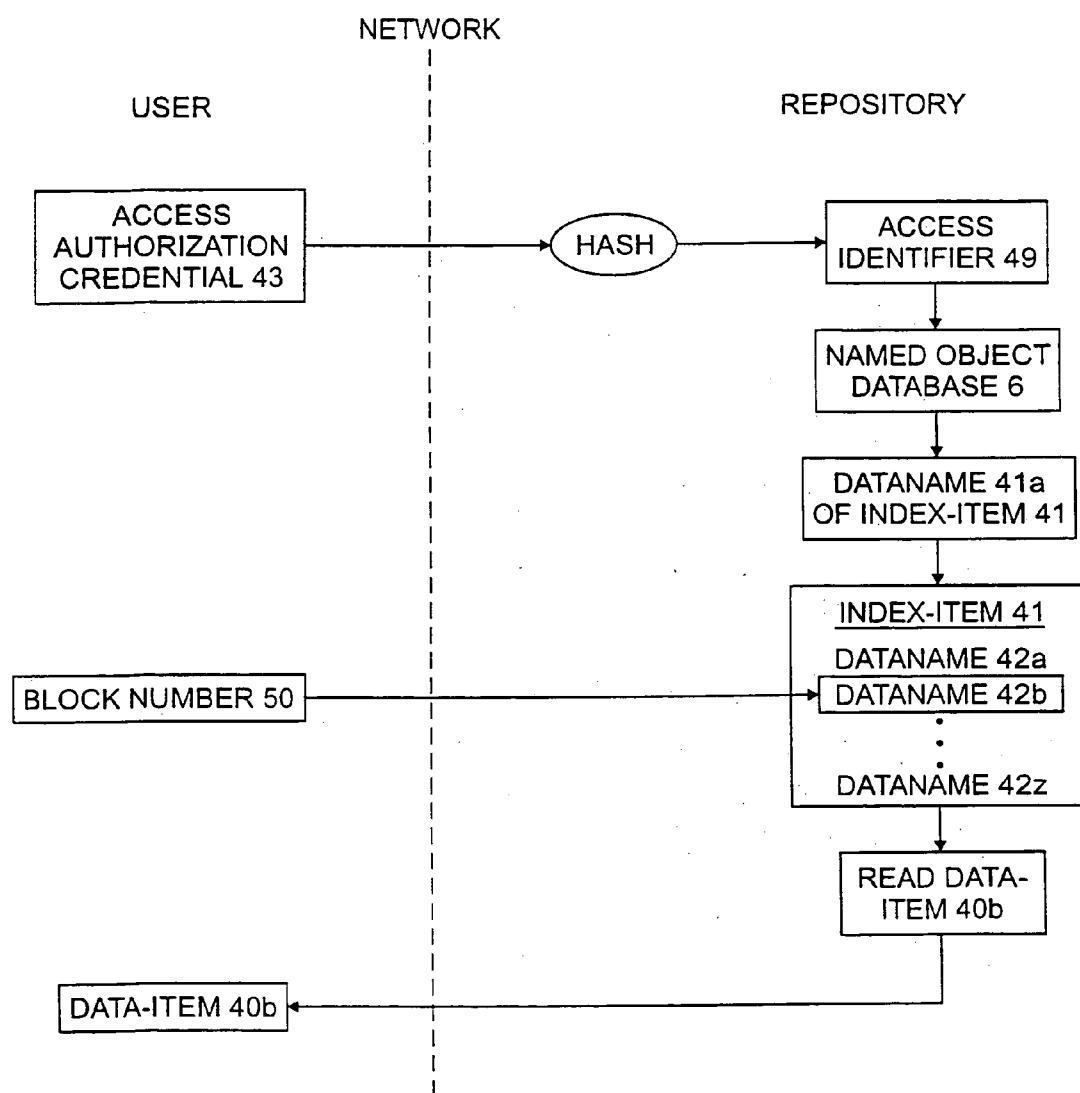 NETWORK
USER
REPOSITORY
ACCESS
AUTHORIZATION
CREDENTIAL 43
HASH
ACCESS
IDENTIFIER 49
NAMED OBJECT
DATABASE 6
DATANAME 41a
OF INDEX-ITEM 41
INDEX-ITEM 41
DATANAME 42a
BLOCK NUMBER 50
DATANAME 42b
DATANAME 42z
READ DATA-
ITEM 40b
DATA-ITEM 40b